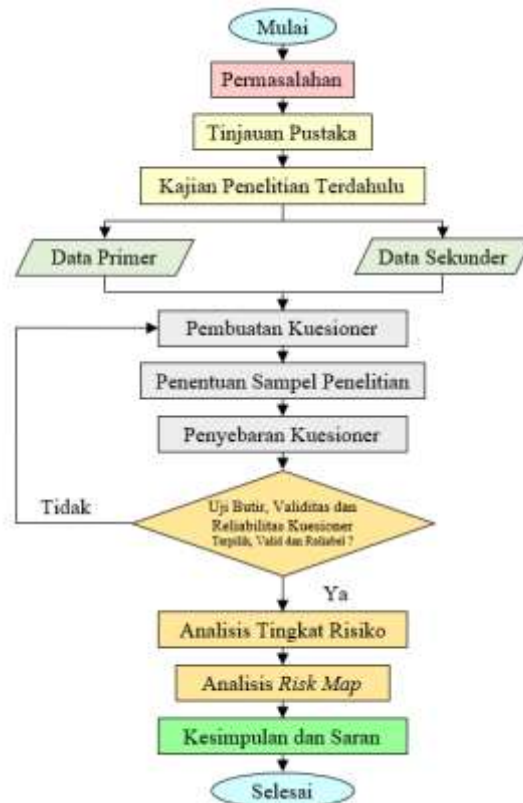 Mulai
Permasalahan
Tinjauan Pustaka
Kajian Penelitian Terdahulu
Data Primer
Data Sekunder
Pembuatan Kuesioner
Penentuan Sampel Penelitian
Penyebaran Kuesioner
Tidak
Uji Butir, Validitas dan
Reliabilitas Kuesioner
Terpilih, Valid dan Reliabel ?
Ya
Analisis Tingkat Risiko
Analisis Risk Map
Kesimpulan dan Saran
Selesai